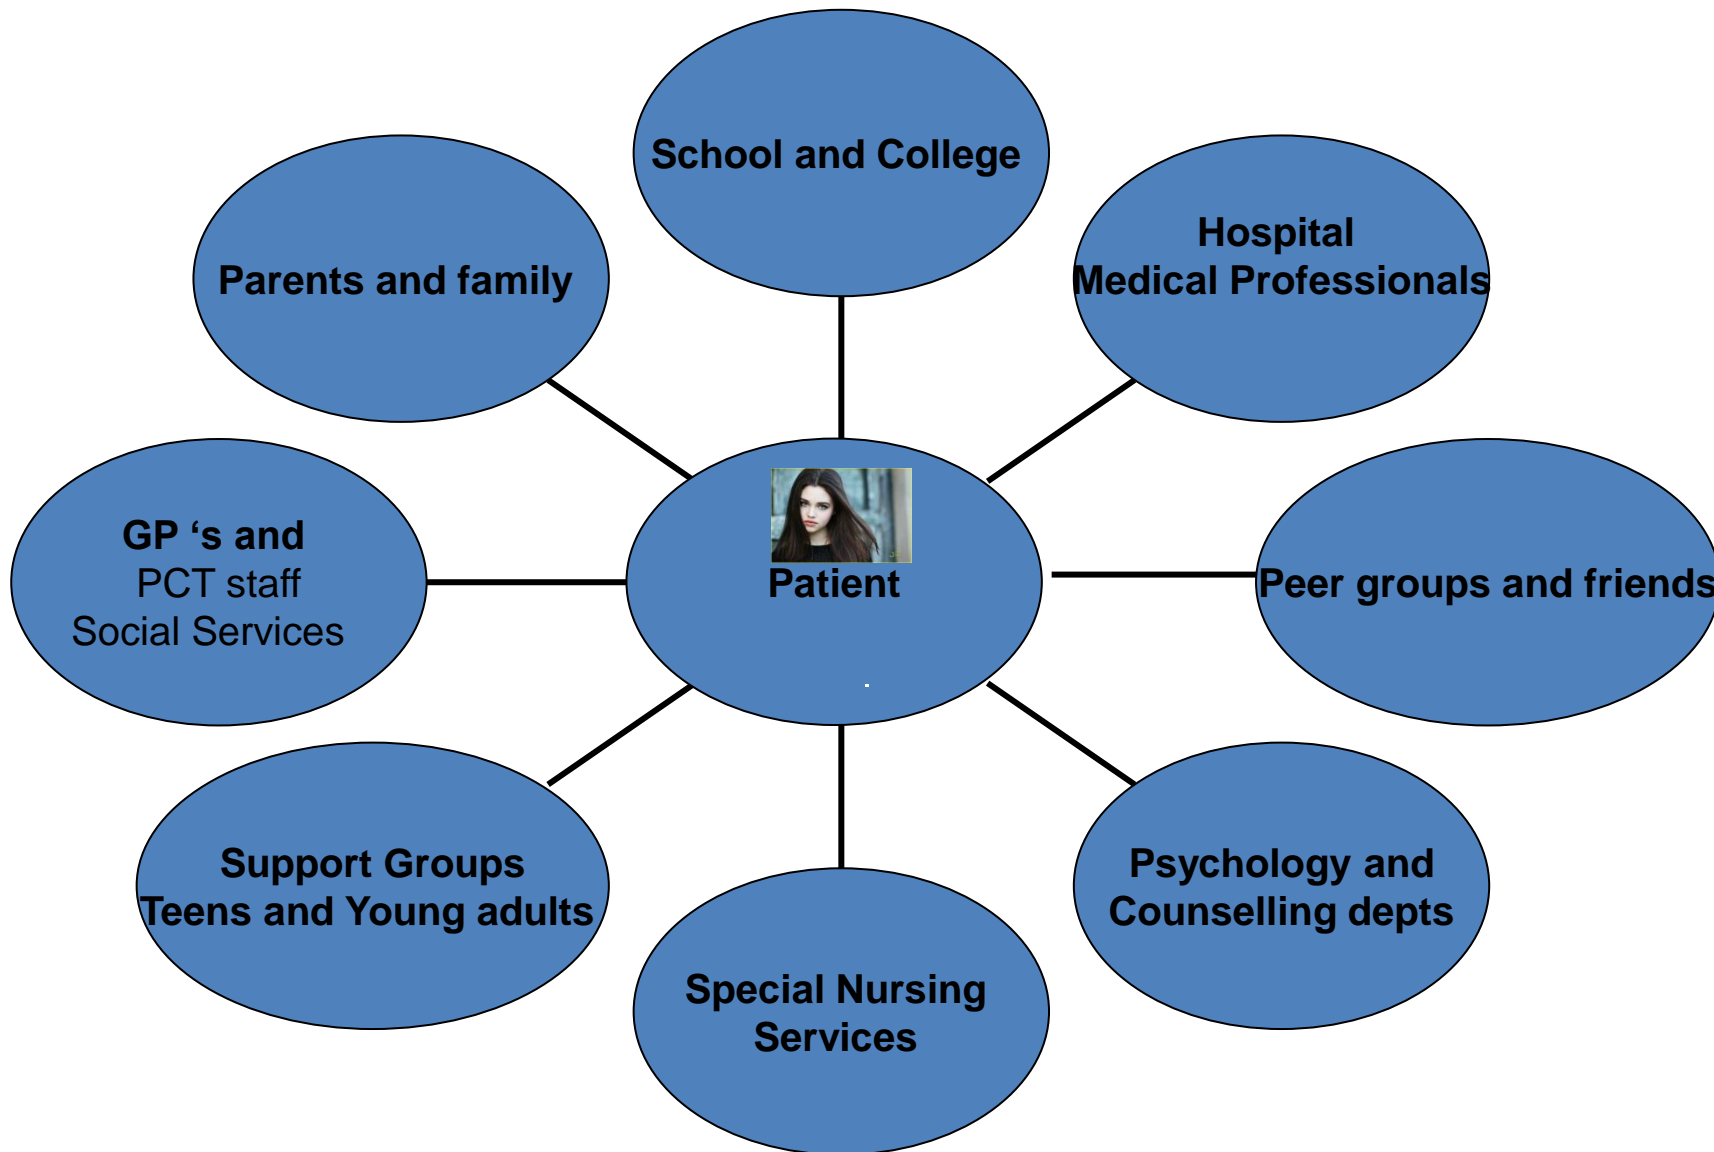 School and College
Hospital
Medical Professionals
Parents and family
GP ‘s and
PCT staff
Social Services
Patient
Peer groups and friends
Support Groups
Teens and Young adults
Psychology and
Counselling depts
Special Nursing
Services